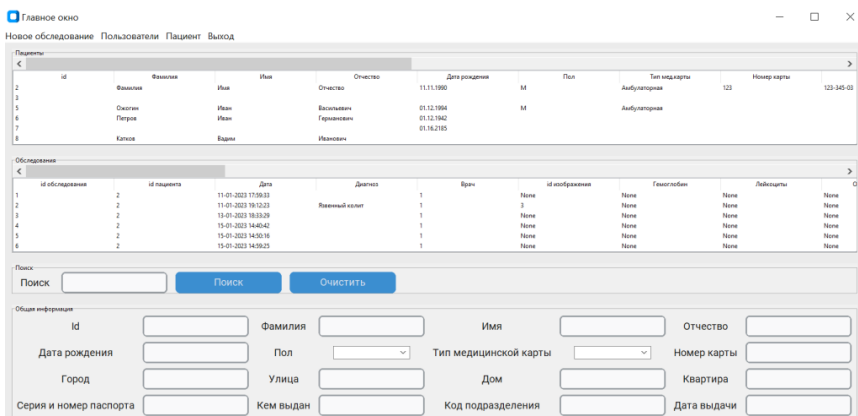 Главное окно
Новое обследование Пользователи Пациент Выход
Пациенты
id Фамилия Имя Отчество Дата рождения Пол Тип мед.карты Номер карты
2 Фамилия Имя Отчество 11.11.1990 М Амбулаторная 123 123-345-03
3
5 Ожогин Иван Васильевич 01.12.1994 М Амбулаторная
6 Петров Иван Германович 01.12.1942
7 01.16.2185
8 Катков Вадим Иванович
Обследования
id обследования id пациента Дата Диагноз Врач id изображения Гемоглобин Лейкоциты О
1 2 11-01-2023 17:59:33 1 None None None None
2 2 11-01-2023 19:12:23 Язвенный колит 1 3 None None None
3 2 13-01-2023 18:33:29 1 None None None None
4 2 15-01-2023 14:40:42 1 None None None None
5 2 15-01-2023 14:50:16 1 None None None None
6 2 15-01-2023 14:59:25 1 None None None None
Поиск
Поиск Поиск Очистить
Общая информация
Id Фамилия Имя Отчество
Дата рождения Пол Тип медицинской карты Номер карты
Город Улица Дом Квартира
Серия и номер паспорта Кем выдан Код подразделения Дата выдачи